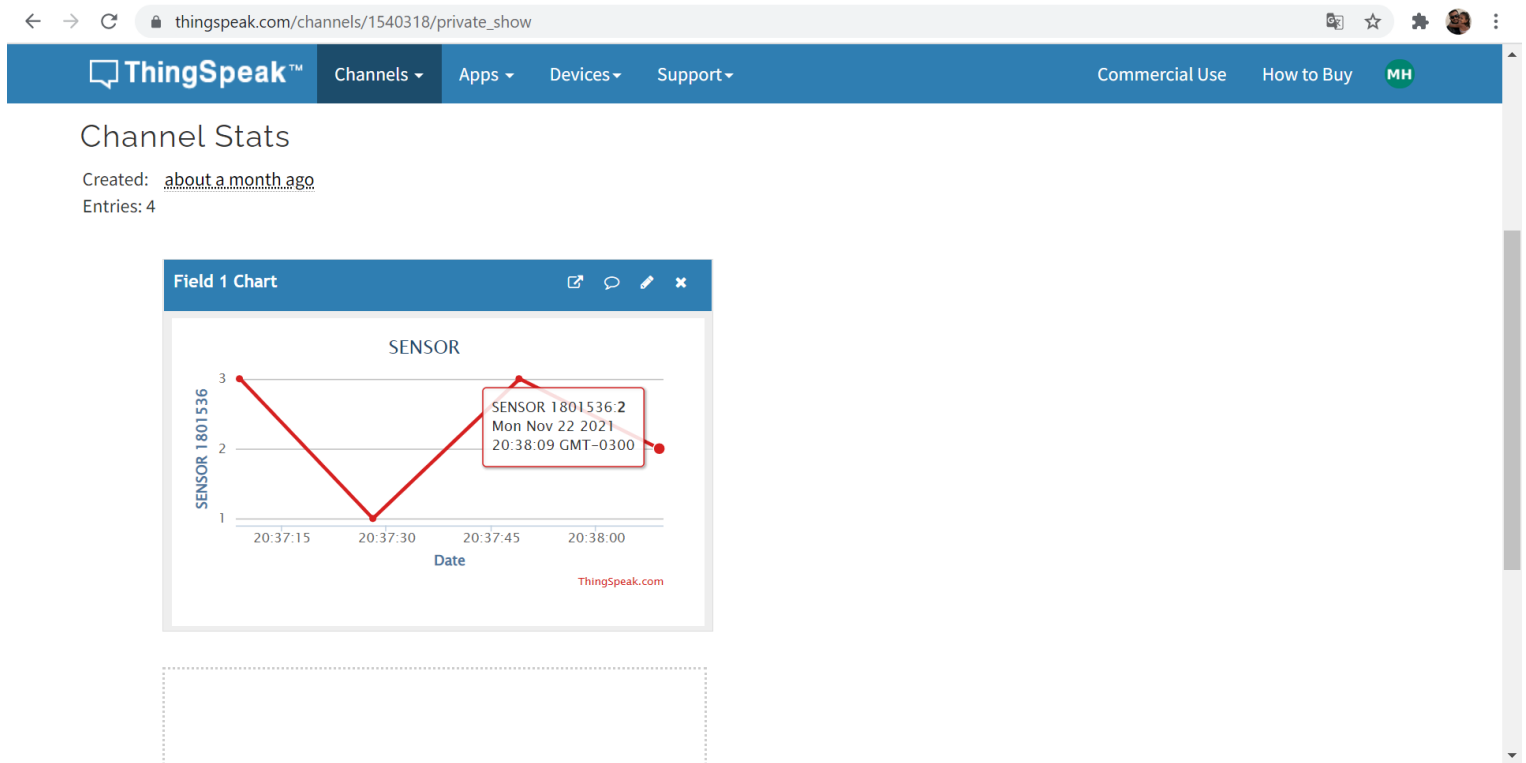 thingspeak.com/channels/1540318/private_show
ThingSpeak™ Channels Apps Devices Support Commercial Use How to Buy MH
Channel Stats
Created: about a month ago
Entries: 4
Field 1 Chart
SENSOR
SENSOR 1801536
3
2
1
SENSOR 1801536:2
Mon Nov 22 2021
20:38:09 GMT-0300
20:37:15 20:37:30 20:37:45 20:38:00
Date
ThingSpeak.com